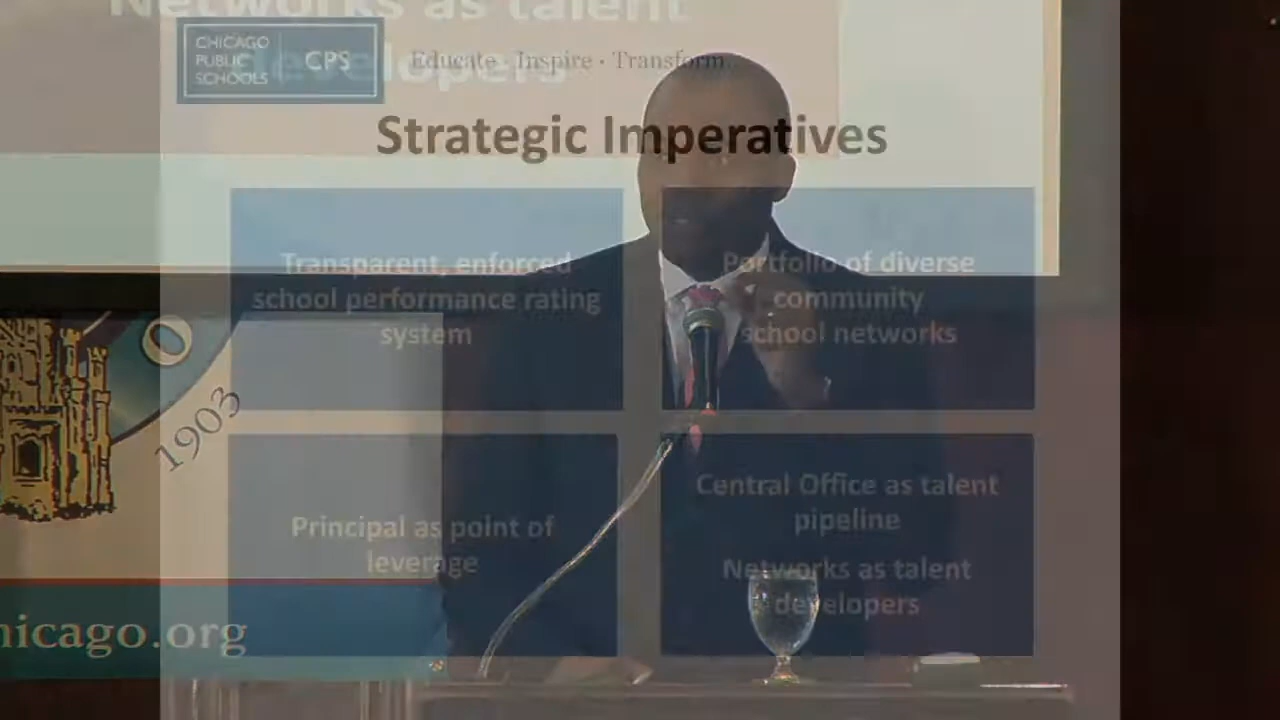 Networks as talent
developers
CHICAGO
PUBLIC
SCHOOLS
CPS
Educate · Inspire · Transform
Strategic Imperatives
Transparent, enforced
school performance rating
system
Portfolio of diverse
community
school networks
Principal as point of
leverage
Central Office as talent
pipeline
Networks as talent
developers
O
1903
hicago.org